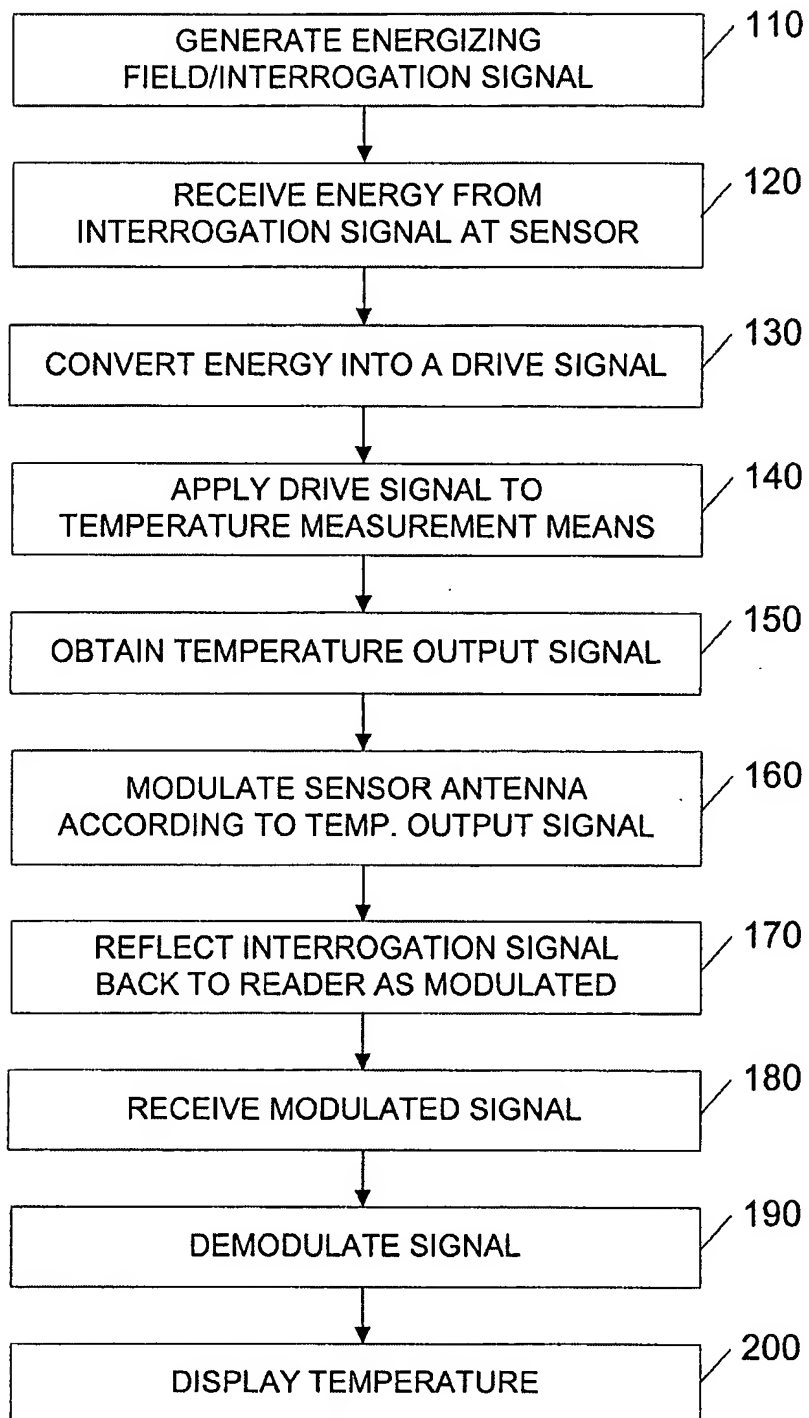 GENERATE ENERGIZING
FIELD/INTERROGATION SIGNAL
110
RECEIVE ENERGY FROM
INTERROGATION SIGNAL AT SENSOR
120
CONVERT ENERGY INTO A DRIVE SIGNAL
130
APPLY DRIVE SIGNAL TO
TEMPERATURE MEASUREMENT MEANS
140
OBTAIN TEMPERATURE OUTPUT SIGNAL
150
MODULATE SENSOR ANTENNA
ACCORDING TO TEMP. OUTPUT SIGNAL
160
REFLECT INTERROGATION SIGNAL
BACK TO READER AS MODULATED
170
RECEIVE MODULATED SIGNAL
180
DEMODULATE SIGNAL
190
DISPLAY TEMPERATURE
200